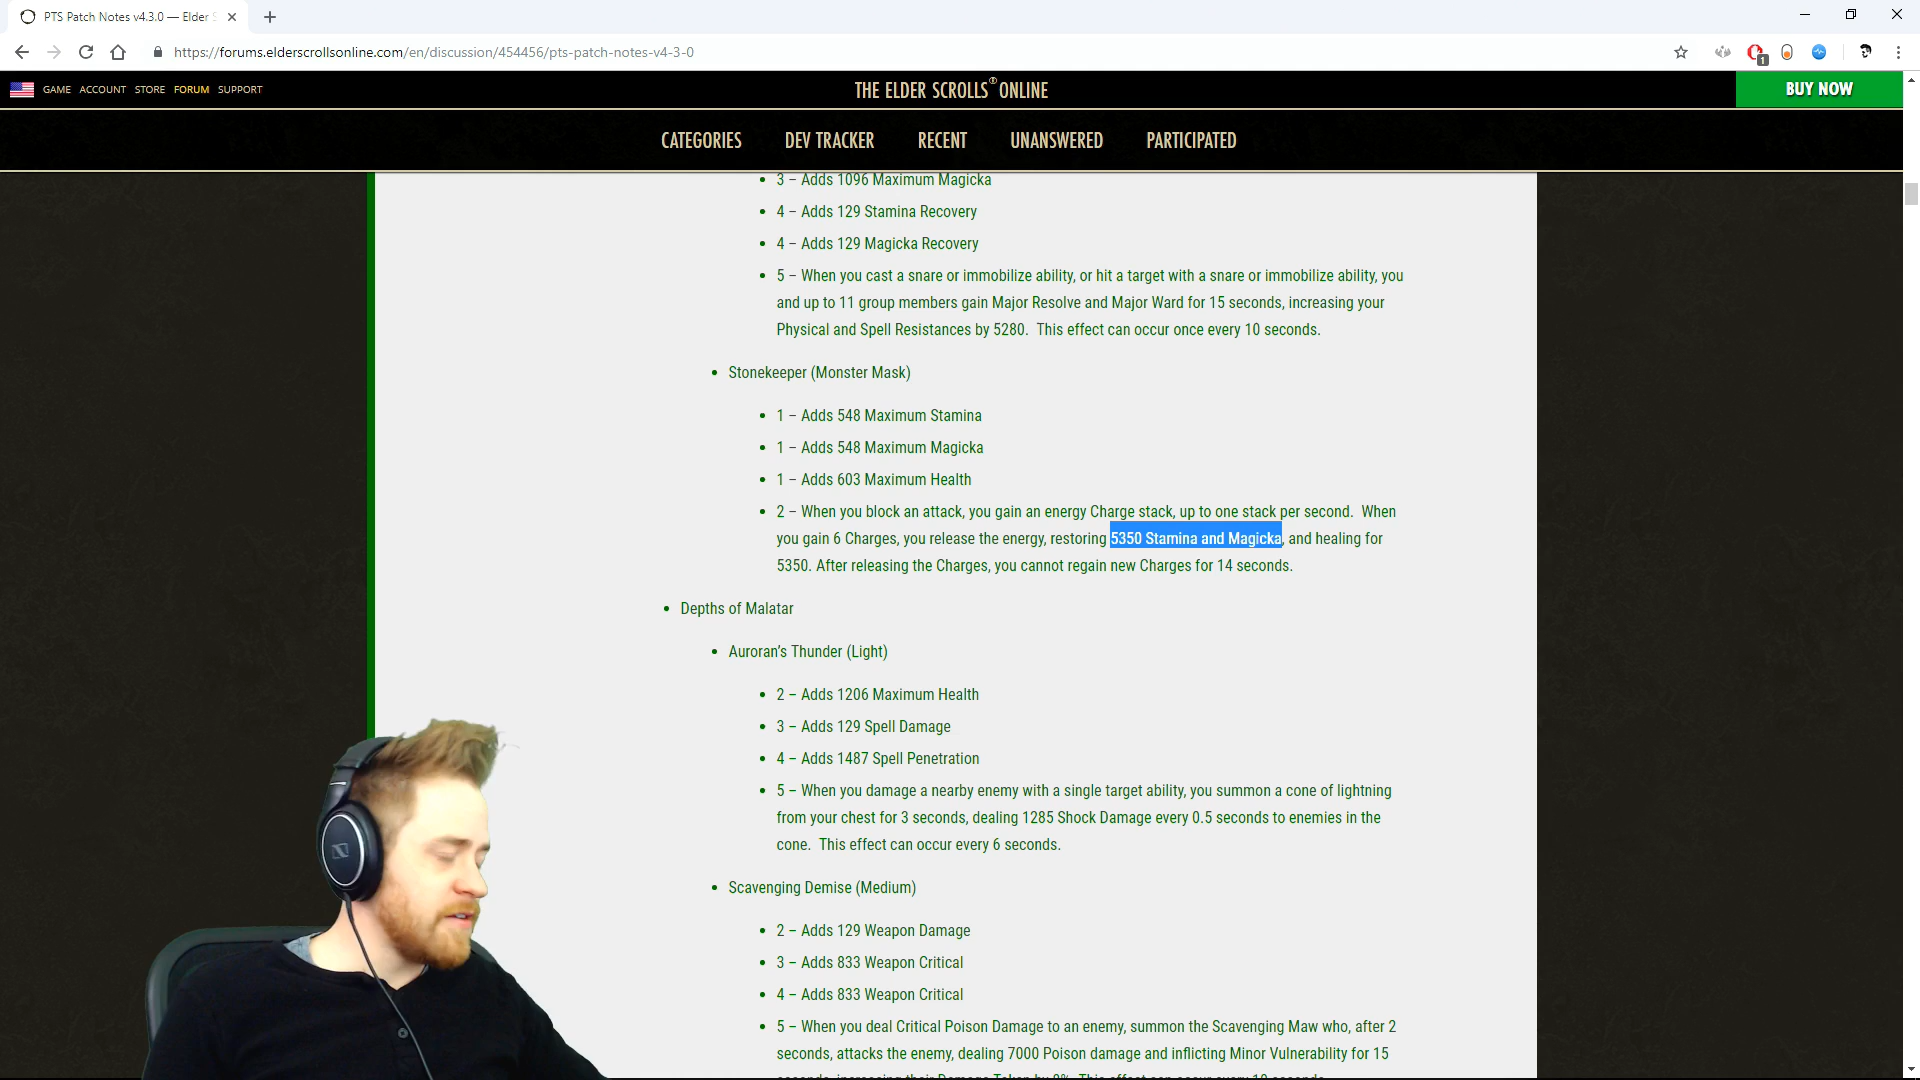 PTS Patch Notes v4.3.0 — Elder
https://forums.elderscrollsonline.com/en/discussion/454456/pts-patch-notes-v4-3-0
1
GAME ACCOUNT STORE FORUM SUPPORT
THE ELDER SCROLLS ONLINE
BUY NOW
CATEGORIES DEV TRACKER RECENT UNANSWERED PARTICIPATED
3 – Adds 1096 Maximum Magicka
4 – Adds 129 Stamina Recovery
4 – Adds 129 Magicka Recovery
5 – When you cast a snare or immobilize ability, or hit a target with a snare or immobilize ability, you
and up to 11 group members gain Major Resolve and Major Ward for 15 seconds, increasing your
Physical and Spell Resistances by 5280. This effect can occur once every 10 seconds.
Stonekeeper (Monster Mask)
1 – Adds 548 Maximum Stamina
1 – Adds 548 Maximum Magicka
1 – Adds 603 Maximum Health
2 – When you block an attack, you gain an energy Charge stack, up to one stack per second. When
you gain 6 Charges, you release the energy, restoring 5350 Stamina and Magicka, and healing for
5350. After releasing the Charges, you cannot regain new Charges for 14 seconds.
Depths of Malatar
Auroran's Thunder (Light)
2 – Adds 1206 Maximum Health
3 – Adds 129 Spell Damage
4 – Adds 1487 Spell Penetration
5 – When you damage a nearby enemy with a single target ability, you summon a cone of lightning
from your chest for 3 seconds, dealing 1285 Shock Damage every 0.5 seconds to enemies in the
cone. This effect can occur every 6 seconds.
Scavenging Demise (Medium)
2 – Adds 129 Weapon Damage
3 – Adds 833 Weapon Critical
4 – Adds 833 Weapon Critical
5 – When you deal Critical Poison Damage to an enemy, summon the Scavenging Maw who, after 2
seconds, attacks the enemy, dealing 7000 Poison damage and inflicting Minor Vulnerability for 15